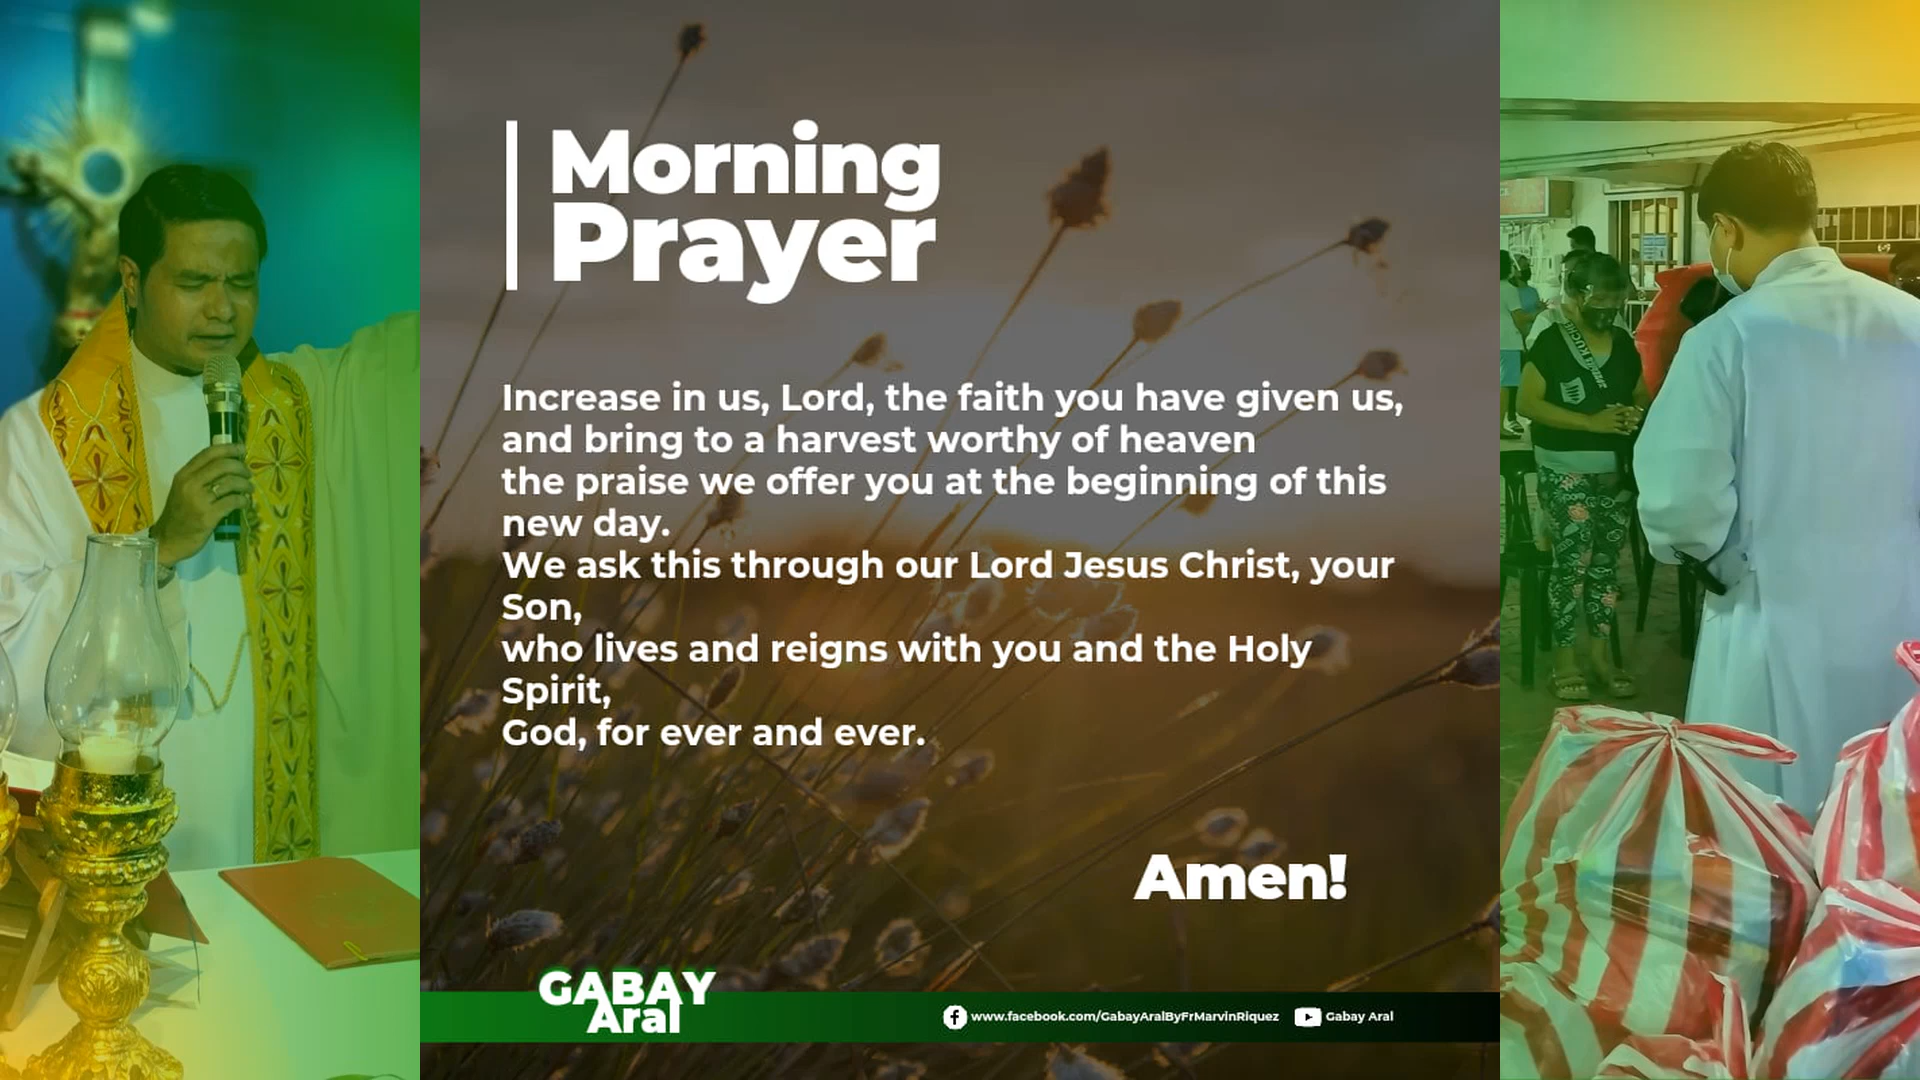 Morning
Prayer
Increase in us, Lord, the faith you have given us,
and bring to a harvest worthy of heaven
the praise we offer you at the beginning of this
new day.
We ask this through our Lord Jesus Christ, your
Son,
who lives and reigns with you and the Holy
Spirit,
God, for ever and ever.
Amen!
GABAY
Aral
www.facebook.com/GabayAralByFrMarvinRiquez
Gabay Aral